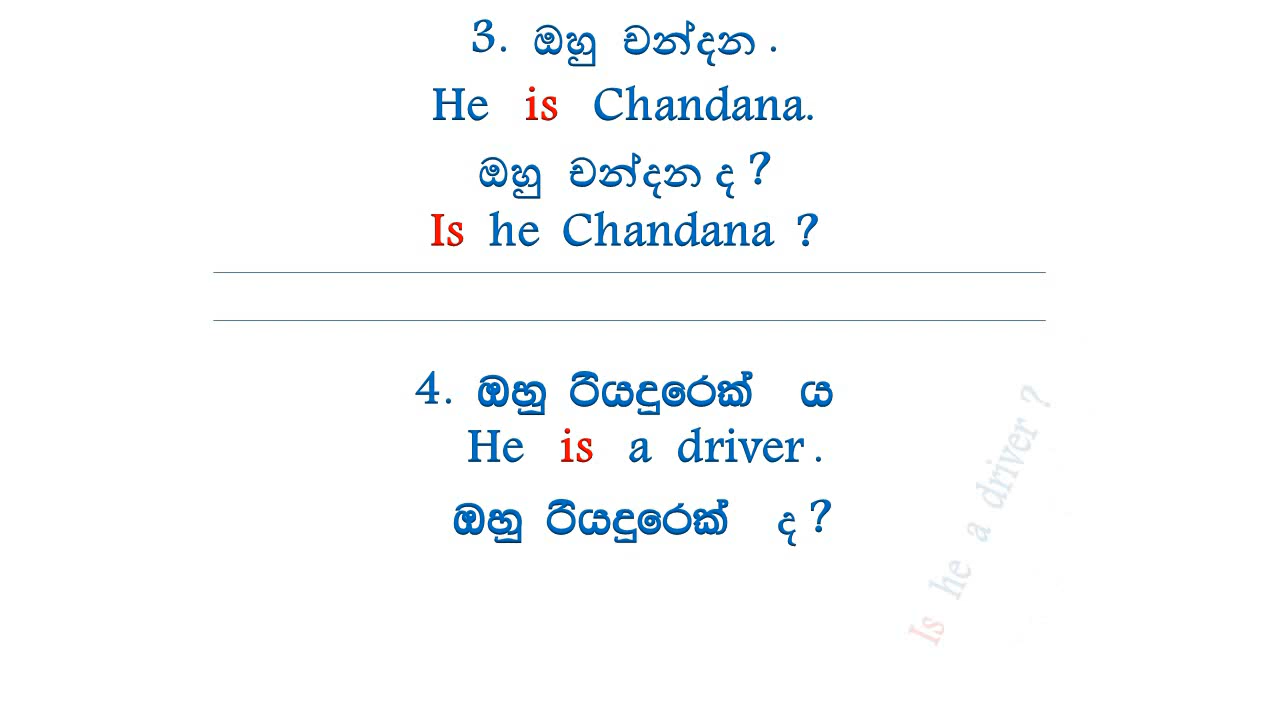 3. ඔහු චන්දන .
He is Chandana.
ඔහු චන්දන ද ?
Is he Chandana ?
4. ඔහු රියදුරෙක් ය
He is a driver .
ඔහු රියදුරෙක් ද ?
Is he a driver ?